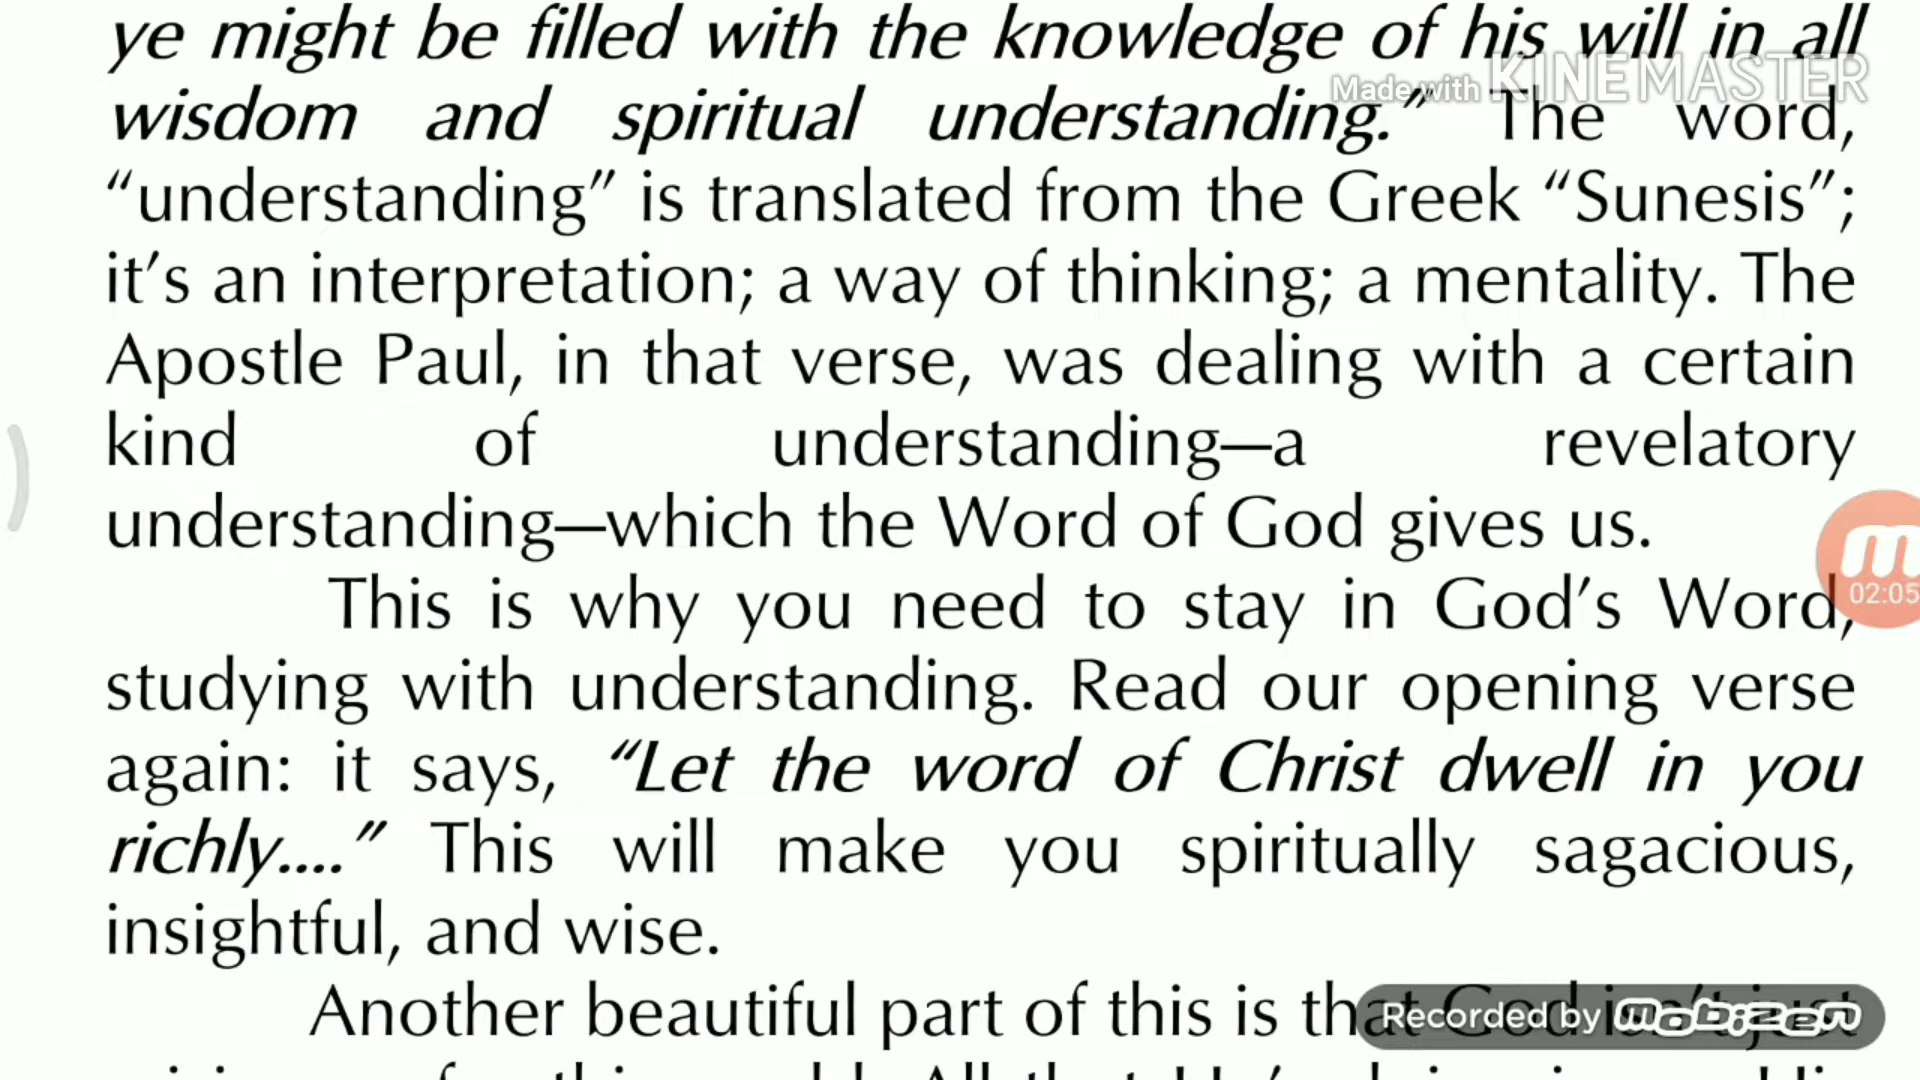 ye might be filled with the knowledge of his will in all
Made with KINEMASTER
wisdom and spiritual understanding.” The word,
“understanding” is translated from the Greek “Sunesis”;
it’s an interpretation; a way of thinking; a mentality. The
Apostle Paul, in that verse, was dealing with a certain
kind of understanding—a revelatory
understanding—which the Word of God gives us.
02:05
This is why you need to stay in God’s Word,
studying with understanding. Read our opening verse
again: it says, “Let the word of Christ dwell in you
richly....” This will make you spiritually sagacious,
insightful, and wise.
Another beautiful part of this is that God isn’t just
Recorded by mobizen